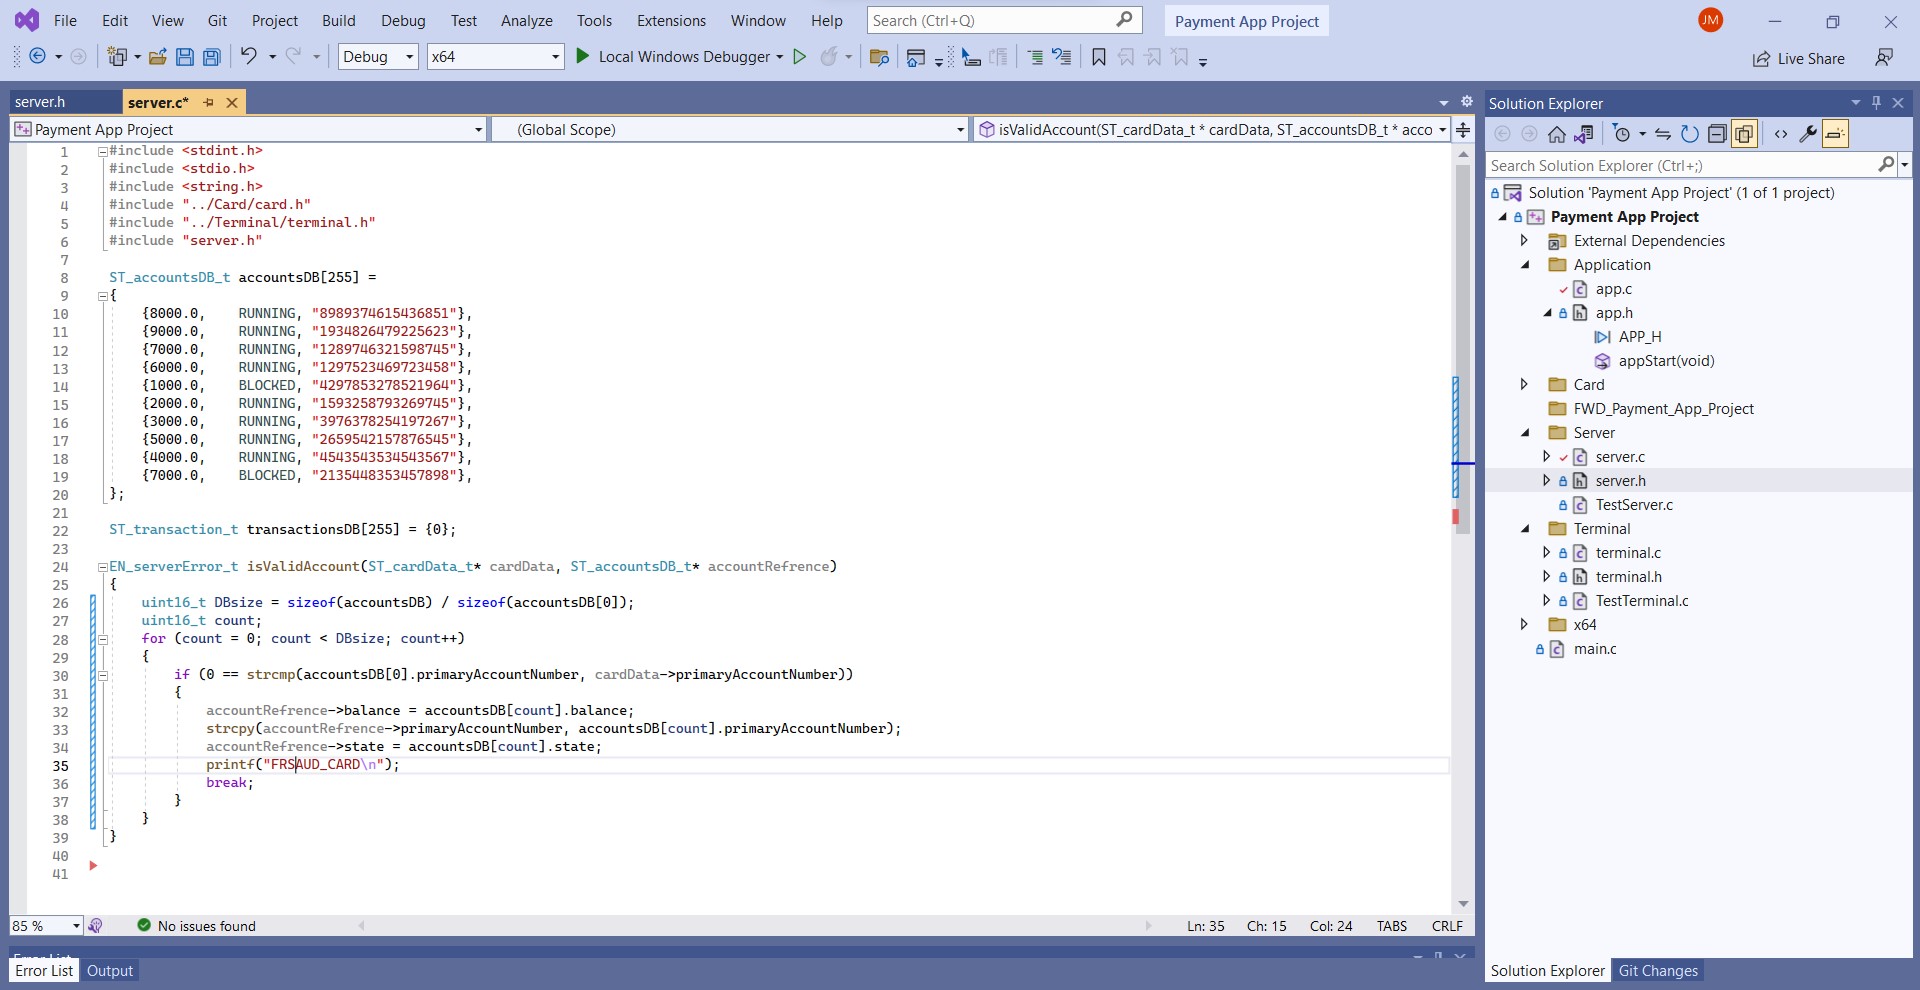 File Edit View Git Project Build Debug Test Analyze Tools Extensions Window Help Search (Ctrl+Q) Payment App Project JM
Debug x64 Local Windows Debugger Live Share
server.h server.c*
Payment App Project (Global Scope) isValidAccount(ST_cardData_t * cardData, ST_accountsDB_t * acco
1 #include <stdint.h>
2 #include <stdio.h>
3 #include <string.h>
4 #include "../Card/card.h"
5 #include "../Terminal/terminal.h"
6 #include "server.h"
7
8 ST_accountsDB_t accountsDB[255] =
9 {
10 {8000.0, RUNNING, "8989374615436851"},
11 {9000.0, RUNNING, "1934826479225623"},
12 {7000.0, RUNNING, "1289746321598745"},
13 {6000.0, RUNNING, "1297523469723458"},
14 {1000.0, BLOCKED, "4297853278521964"},
15 {2000.0, RUNNING, "1593258793269745"},
16 {3000.0, RUNNING, "3976378254197267"},
17 {5000.0, RUNNING, "2659542157876545"},
18 {4000.0, RUNNING, "4543543534543567"},
19 {7000.0, BLOCKED, "2135448353457898"},
20 };
21
22 ST_transaction_t transactionsDB[255] = {0};
23
24 EN_serverError_t isValidAccount(ST_cardData_t* cardData, ST_accountsDB_t* accountRefrence)
25 {
26 uint16_t DBsize = sizeof(accountsDB) / sizeof(accountsDB[0]);
27 uint16_t count;
28 for (count = 0; count < DBsize; count++)
29 {
30 if (0 == strcmp(accountsDB[0].primaryAccountNumber, cardData->primaryAccountNumber))
31 {
32 accountRefrence->balance = accountsDB[count].balance;
33 strcpy(accountRefrence->primaryAccountNumber, accountsDB[count].primaryAccountNumber);
34 accountRefrence->state = accountsDB[count].state;
35 printf("FRSAUD_CARD\n");
36 break;
37 }
38 }
39 }
40
41
85 % No issues found Ln: 35 Ch: 15 Col: 24 TABS CRLF
Error List
Error List Output
Solution Explorer
Search Solution Explorer (Ctrl+;)
Solution 'Payment App Project' (1 of 1 project)
Payment App Project
External Dependencies
Application
app.c
app.h
APP_H
appStart(void)
Card
FWD_Payment_App_Project
Server
server.c
server.h
TestServer.c
Terminal
terminal.c
terminal.h
TestTerminal.c
x64
main.c
Solution Explorer Git Changes